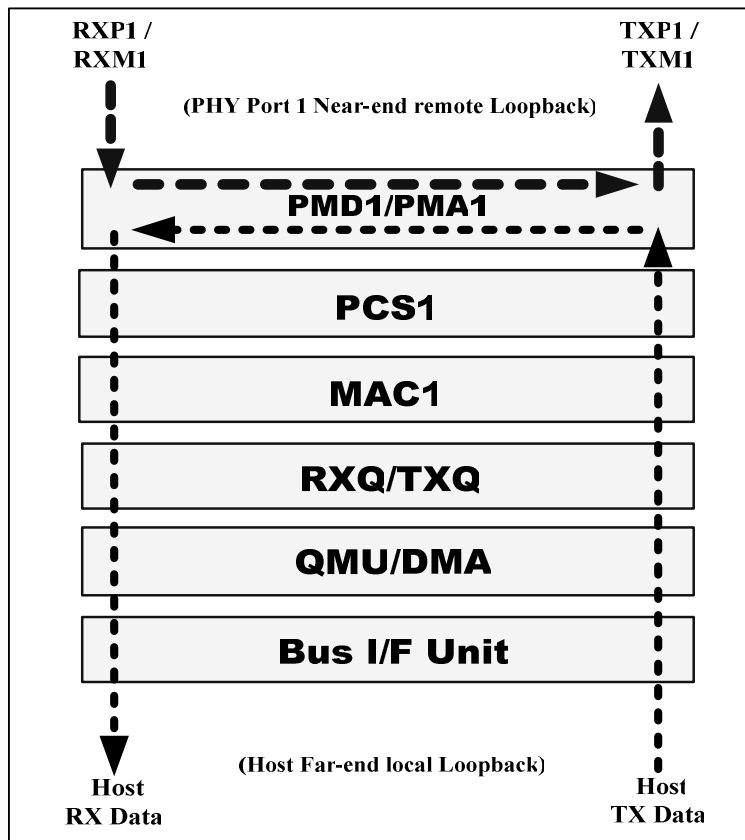 RXP1 /
RXM1
TXP1 /
TXM1
(PHY Port 1 Near-end remote Loopback)
PMD1/PMA1
PCS1
MAC1
RXQ/TXQ
QMU/DMA
Bus I/F Unit
(Host Far-end local Loopback)
Host
RX Data
Host
TX Data